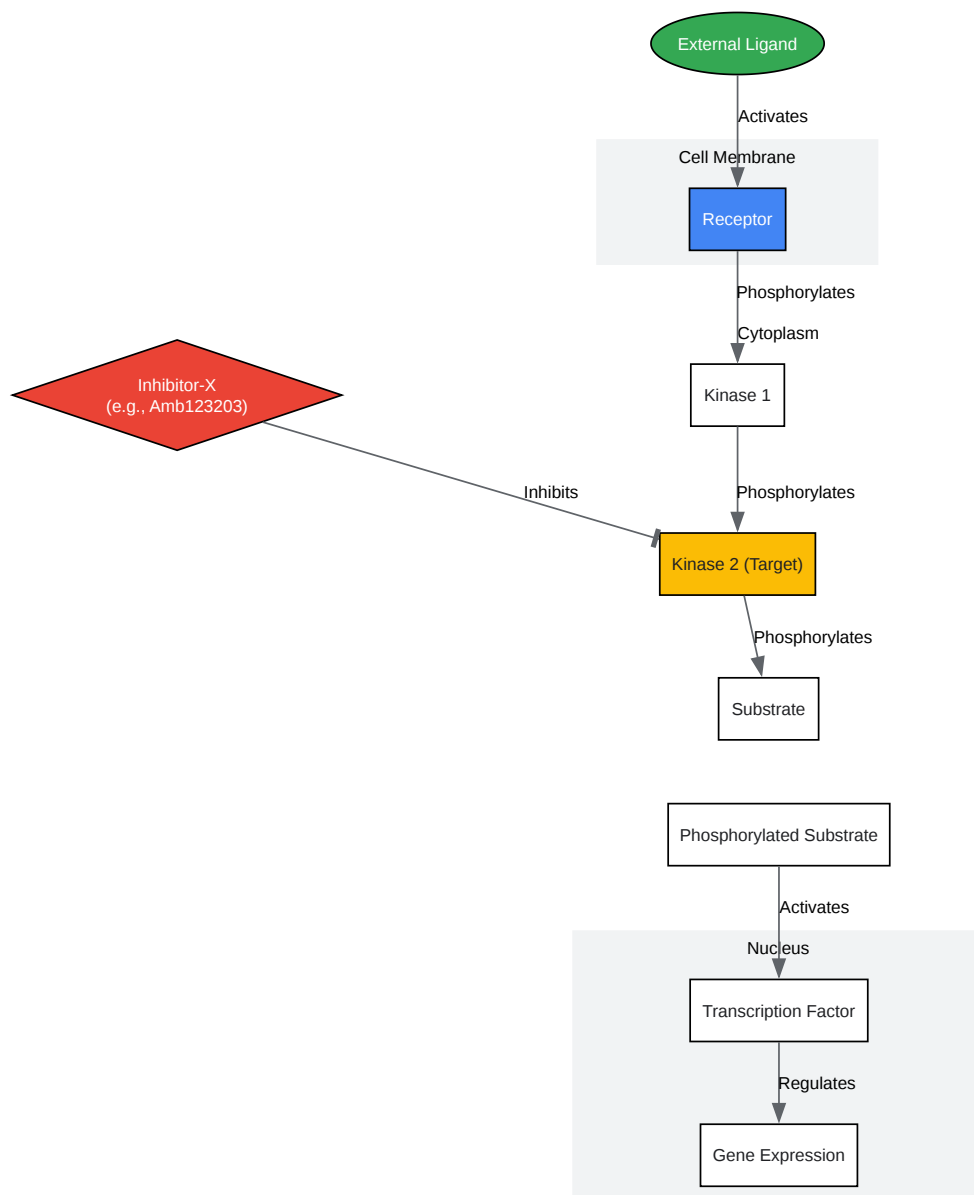 External Ligand
Activates
Cell Membrane
Receptor
Phosphorylates
Cytoplasm
Inhibitor-X
(e.g., Amb123203)
Kinase 1
Inhibits
Phosphorylates
Kinase 2 (Target)
Phosphorylates
Substrate
Phosphorylated Substrate
Activates
Nucleus
Transcription Factor
Regulates
Gene Expression